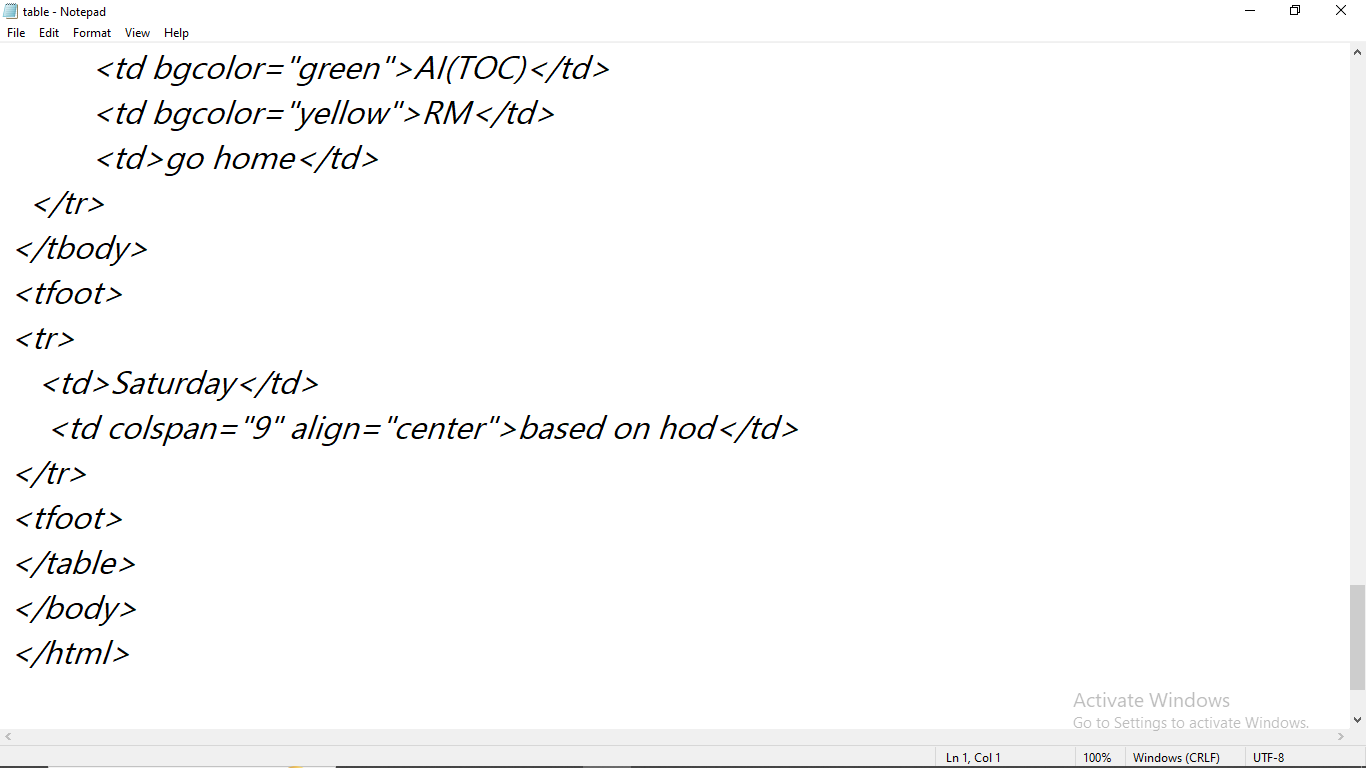 table - Notepad
File Edit Format View Help
<td bgcolor="green">AI(TOC)</td>
<td bgcolor="yellow">RM</td>
<td>go home</td>
</tr>
</tbody>
<tfoot>
<tr>
<td>Saturday</td>
<td colspan="9" align="center">based on hod</td>
</tr>
<tfoot>
</table>
</body>
</html>
Activate Windows
Go to Settings to activate Windows.
Ln 1, Col 1 100% Windows (CRLF) UTF-8